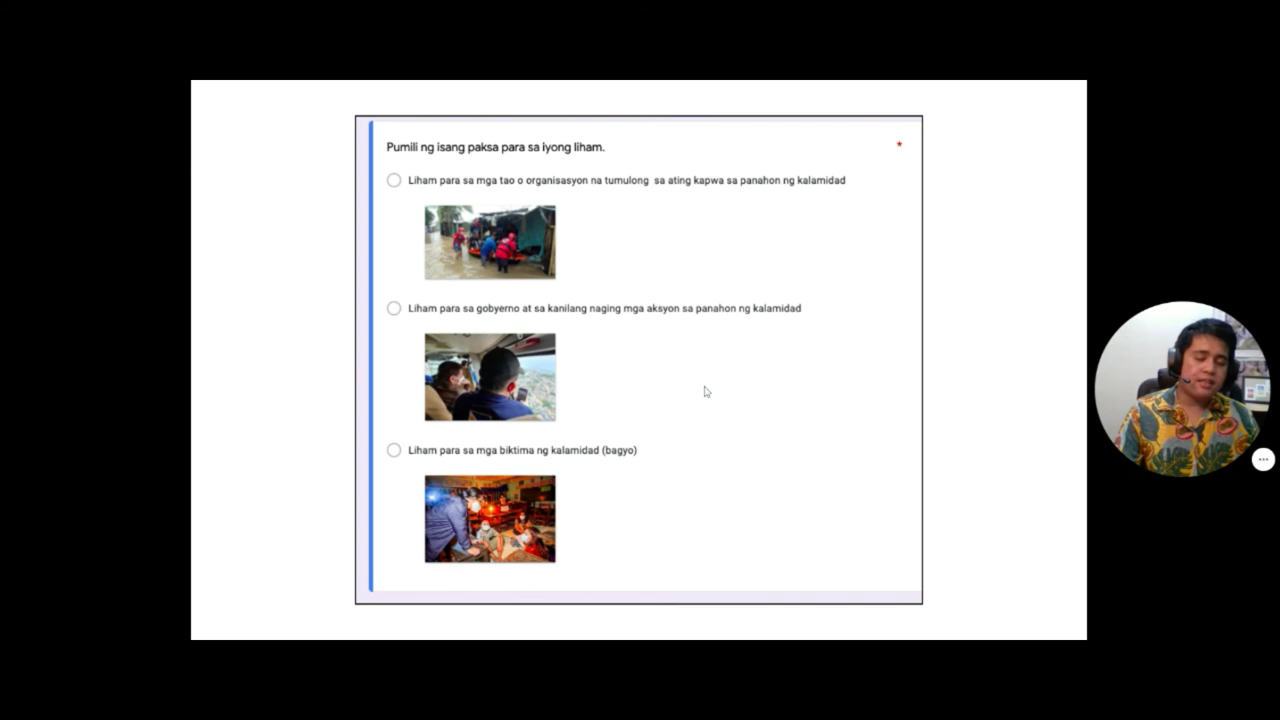 Pumili ng isang paksa para sa iyong liham.
*
Liham para sa mga tao o organisasyon na tumulong sa ating kapwa sa panahon ng kalamidad
Liham para sa gobyerno at sa kanilang naging mga aksyon sa panahon ng kalamidad
Liham para sa mga biktima ng kalamidad (bagyo)